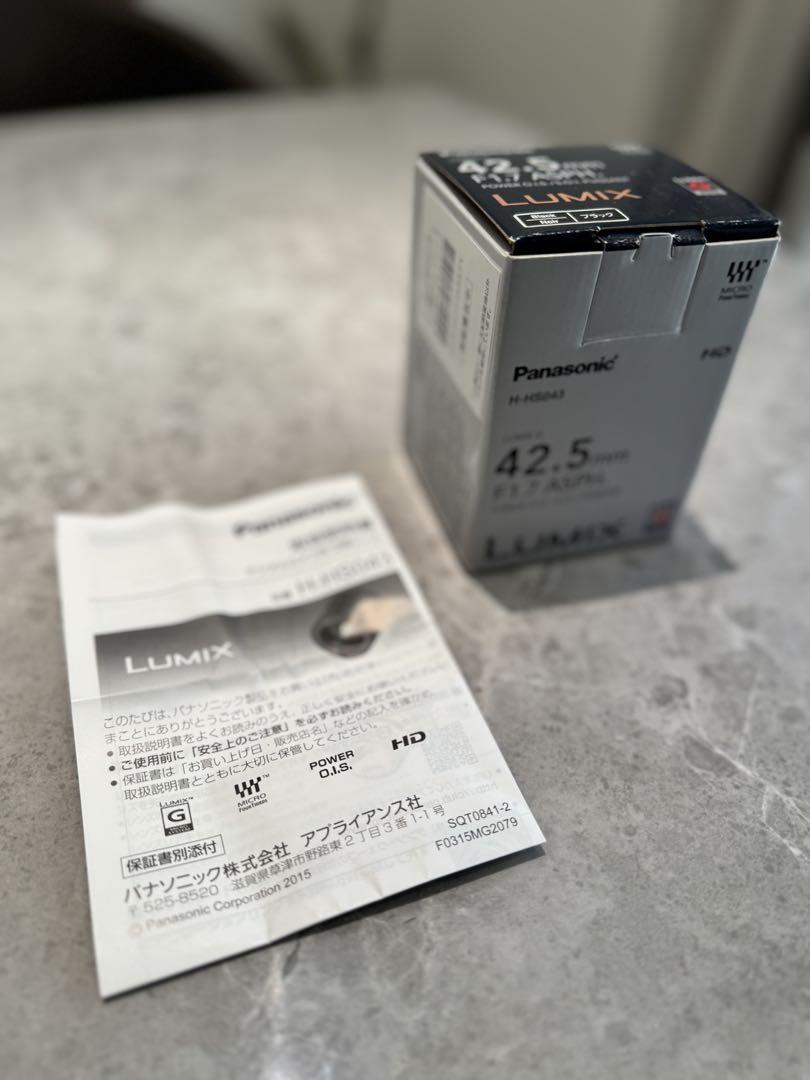 42.5mm
F1.7 ASPH.
POWER O.I.S.
LUMIX
Black
Noir
ブラック
MICRO
FOUR THIRDS
HD
Panasonic
H-HS043
LUMIX G
42.5mm
F1.7 ASPH.
LUMIX
Panasonic
LUMIX
このたびは、パナソニック製品をお買い上げいただき、
まことにありがとうございます。
● 取扱説明書をよくお読みのうえ、正しく安全にお使いください。
● ご使用前に「安全上のご注意」を必ずお読みください。
● 保証書は「お買い上げ日・販売店名」などの記入を確かめ、
取扱説明書とともに大切に保管してください。
LUMIX
G
MICRO
FOUR THIRDS
POWER
O.I.S.
HD
保証書別添付
パナソニック株式会社 アプライアンス社
〒525-8520 滋賀県草津市野路東2丁目3番1-1号
© Panasonic Corporation 2015
SQT0841-2
F0315MG2079